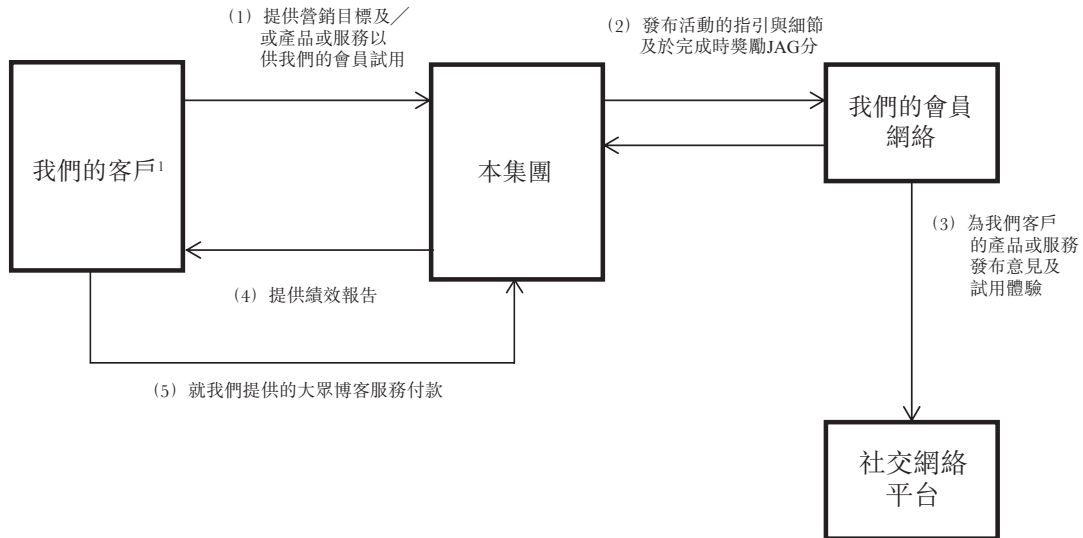 (1) 提供營銷目標及／
或產品或服務以
供我們的會員試用
(2) 發布活動的指引與細節
及於完成時獎勵JAG分
我們的客戶1
本集團
我們的會員
網絡
(3) 為我們客戶
的產品或服務
發布意見及
試用體驗
(4) 提供績效報告
(5) 就我們提供的大眾博客服務付款
社交網絡
平台